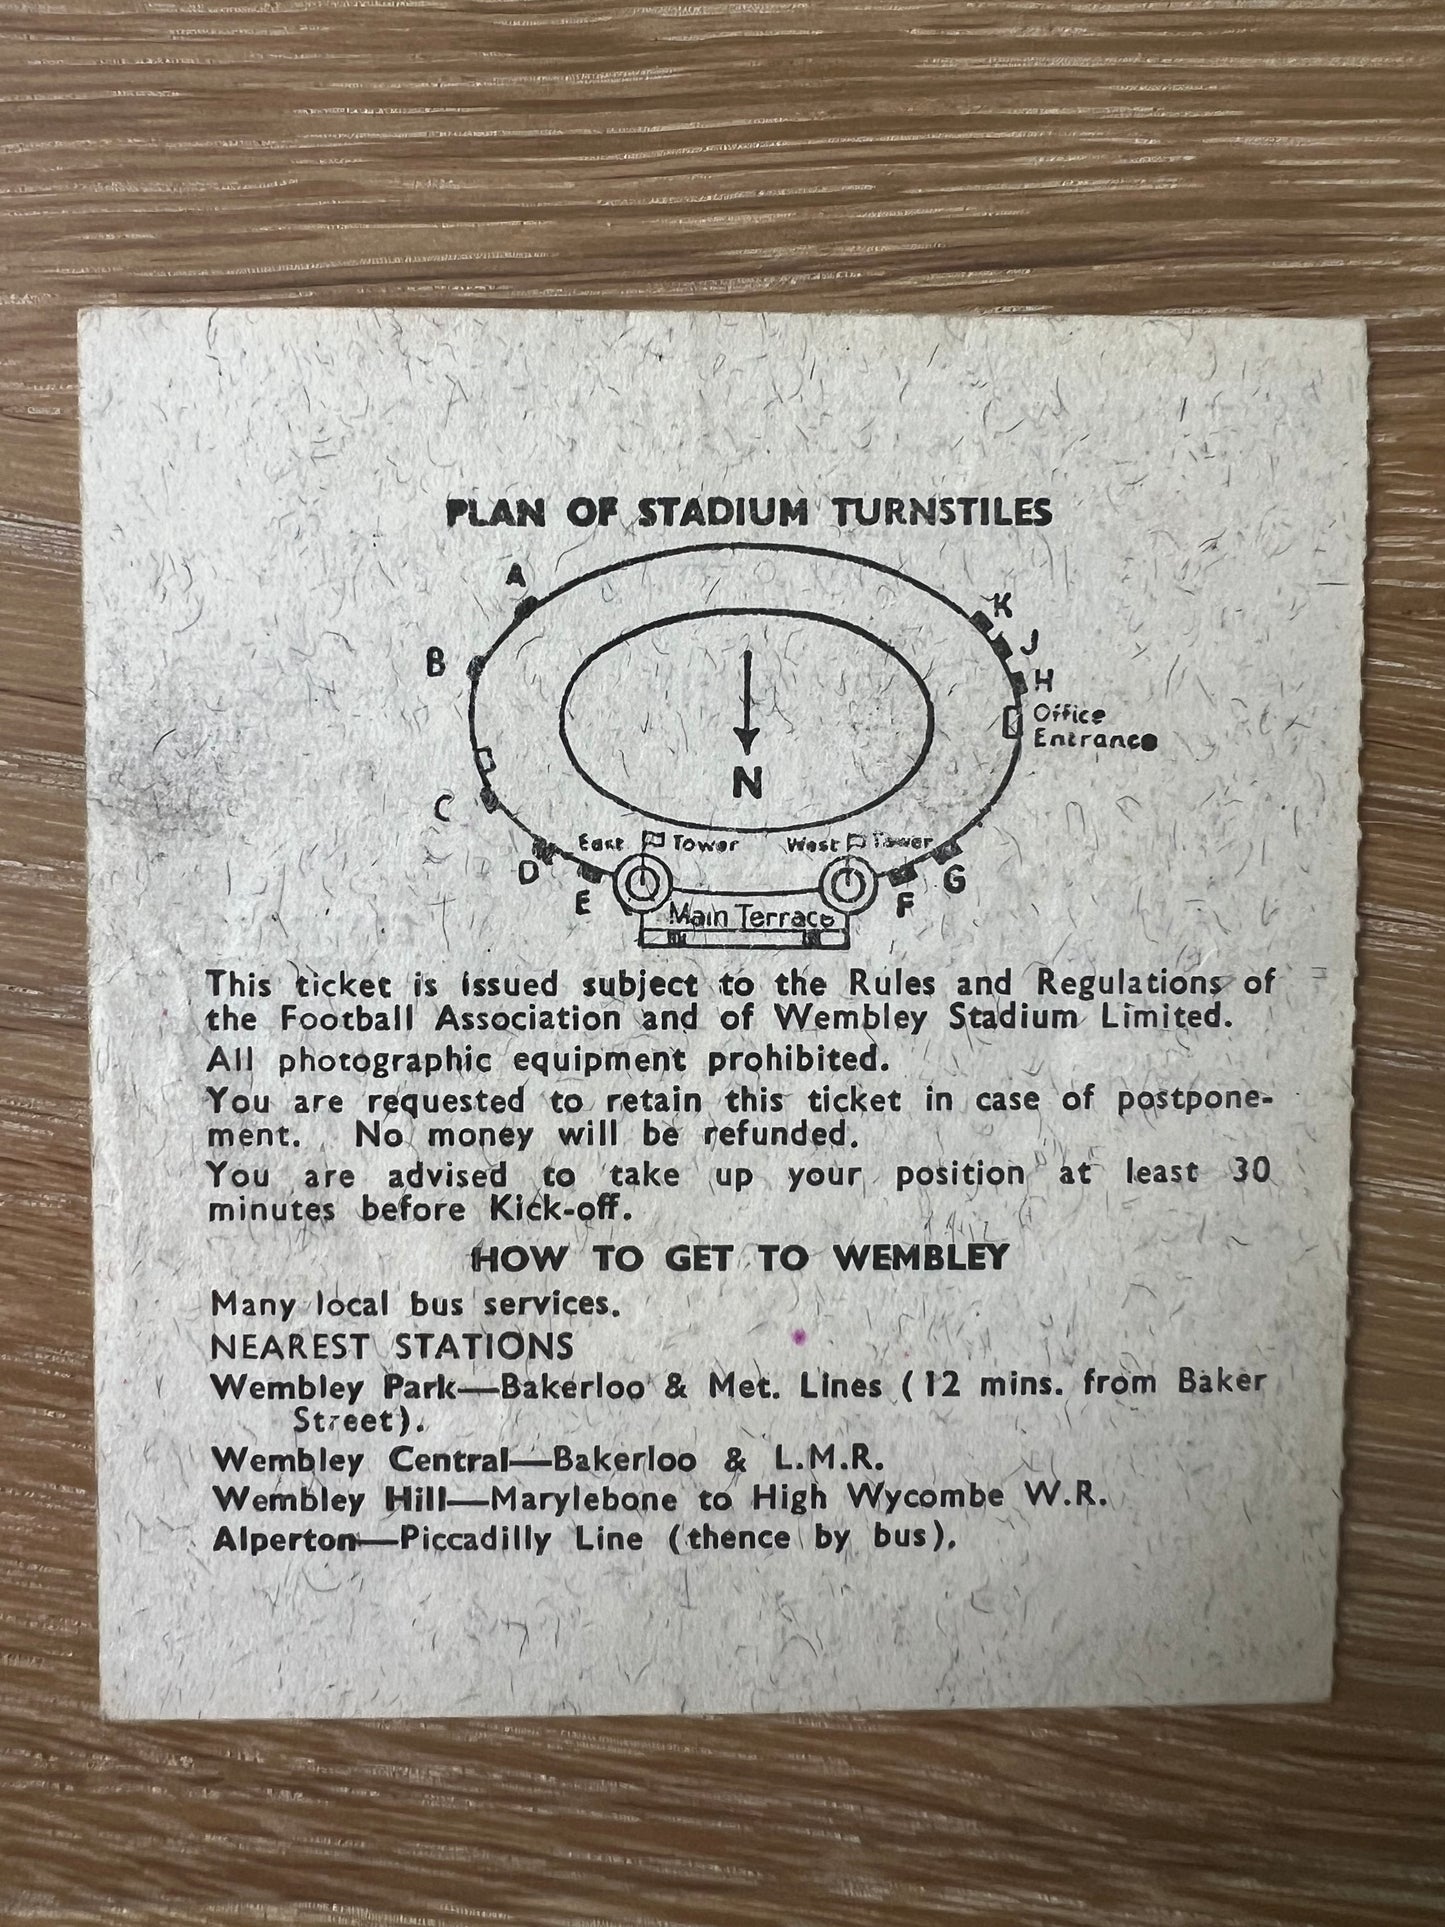 PLAN OF STADIUM TURNSTILES
A
K
J
B
H
Office
Entrance
N
C
East Tower
West Tower
D
G
E
F
Main Terrace
This ticket is issued subject to the Rules and Regulations of
the Football Association and of Wembley Stadium Limited.
All photographic equipment prohibited.
You are requested to retain this ticket in case of postpone-
ment. No money will be refunded.
You are advised to take up your position at least 30
minutes before Kick-off.
HOW TO GET TO WEMBLEY
Many local bus services.
NEAREST STATIONS
Wembley Park—Bakerloo & Met. Lines (12 mins. from Baker
Street).
Wembley Central—Bakerloo & L.M.R.
Wembley Hill—Marylebone to High Wycombe W.R.
Alperton—Piccadilly Line (thence by bus).